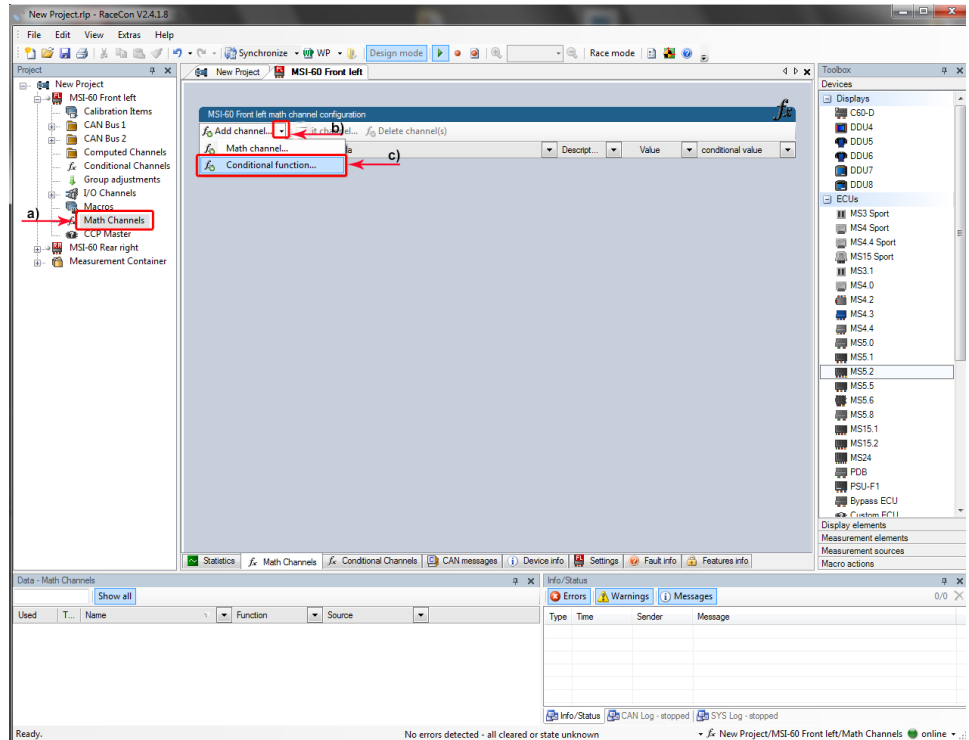 New Project.rlp - RaceCon V2.4.1.8
File Edit View Extras Help
Synchronize WP Design mode Race mode
Project
New Project
MSI-60 Front left
Calibration Items
CAN Bus 1
CAN Bus 2
Computed Channels
Conditional Channels
Group adjustments
I/O Channels
Macros
a)
Math Channels
CCP Master
MSI-60 Rear right
Measurement Container
New Project MSI-60 Front left
MSI-60 Front left math channel configuration
fx
Add channel... b) Delete channel(s)
Math channel...
Descript... Value conditional value
Conditional function... c)
Statistics Math Channels Conditional Channels CAN messages Device info Settings Fault info Features info
Toolbox
Devices
Displays
C60-D
DDU4
DDU5
DDU6
DDU7
DDU8
ECUs
MS3 Sport
MS4 Sport
MS4.4 Sport
MS15 Sport
MS3.1
MS4.0
MS4.2
MS4.3
MS4.4
MS5.0
MS5.1
MS5.2
MS5.5
MS5.6
MS5.8
MS15.1
MS15.2
MS24
PDB
PSU-F1
Bypass ECU
Custom ECU
Display elements
Measurement elements
Measurement sources
Macro actions
Data - Math Channels
Show all
Used T... Name Function Source
Info/Status
Errors Warnings Messages 0/0
Type Time Sender Message
Info/Status CAN Log - stopped SYS Log - stopped
Ready. No errors detected - all cleared or state unknown fx New Project/MSI-60 Front left/Math Channels online